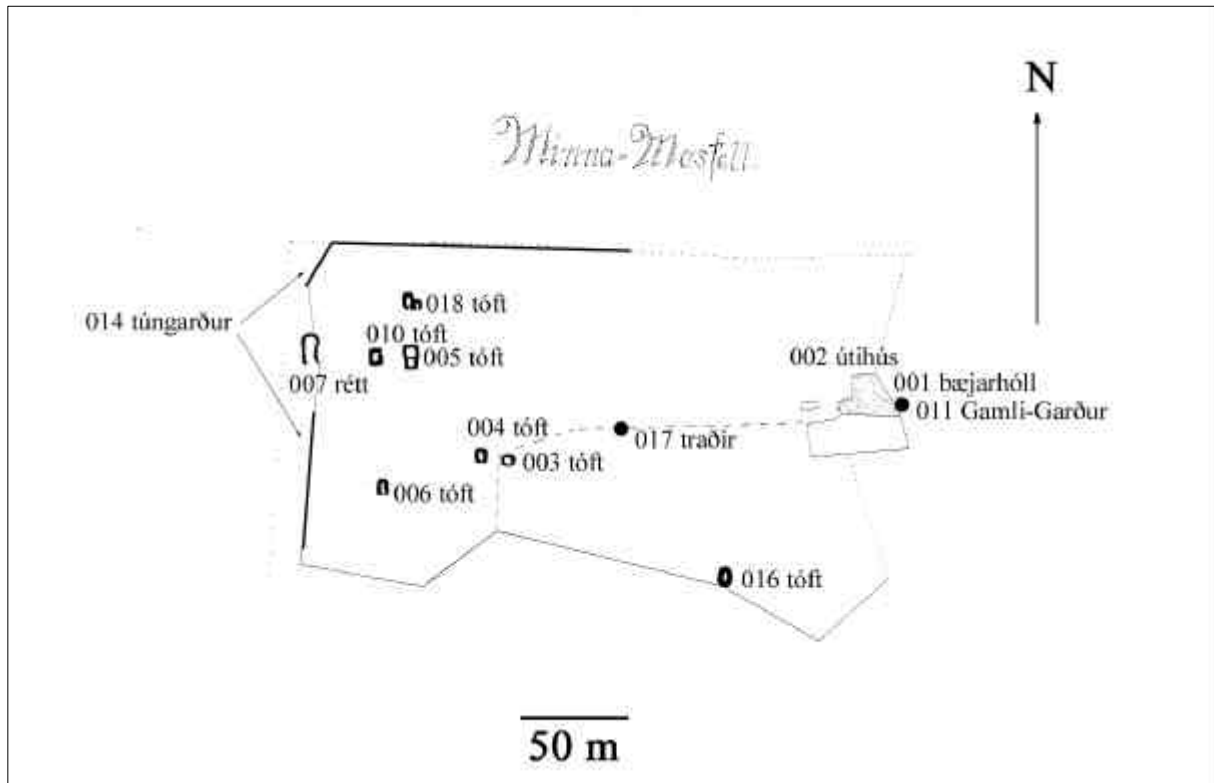 N
Minna-Mosfell
014 túngarður
018 tóft
010 tóft
005 tóft
007 rétt
002 útihús
001 bæjarhóll
011 Gamli-Garður
004 tóft
017 traðir
003 tóft
006 tóft
016 tóft
50 m